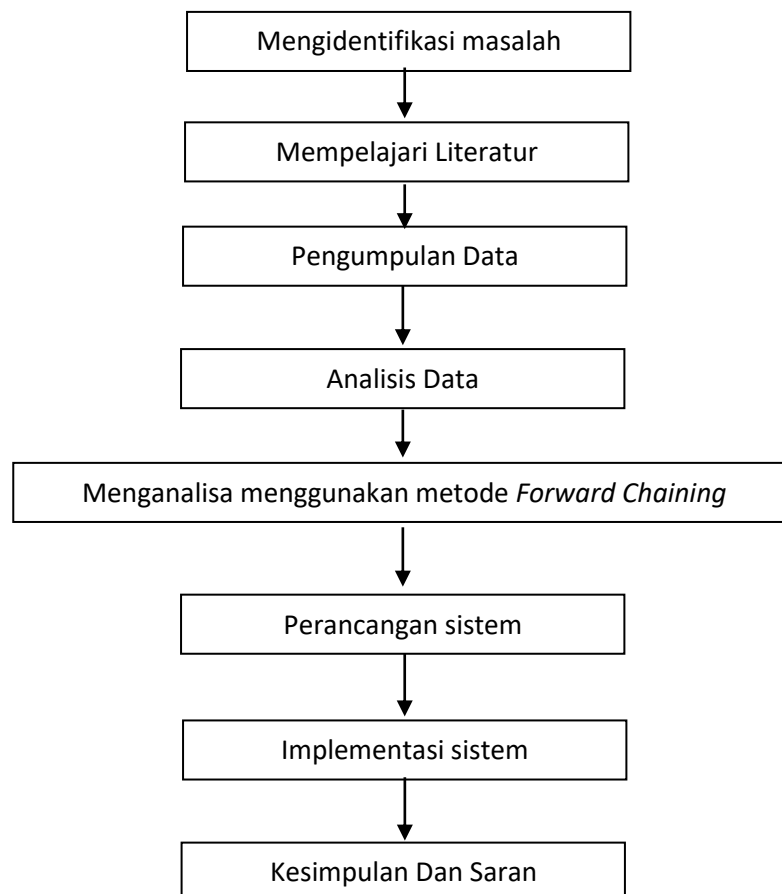 Mengidentifikasi masalah
Mempelajari Literatur
Pengumpulan Data
Analisis Data
Menganalisa menggunakan metode Forward Chaining
Perancangan sistem
Implementasi sistem
Kesimpulan Dan Saran